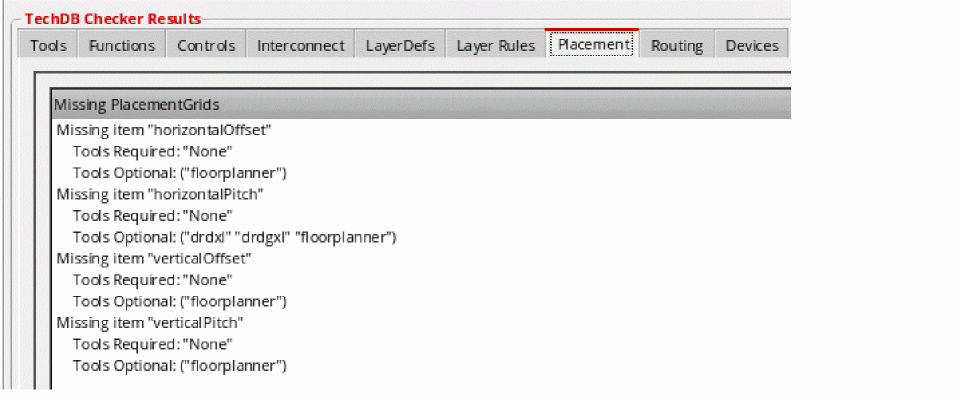 TechDB Checker Results
Tools Functions Controls Interconnect LayerDefs Layer Rules Placement Routing Devices
Missing PlacementGrids
Missing item "horizontalOffset"
Tools Required: "None"
Tools Optional: ("floorplanner")
Missing item "horizontalPitch"
Tools Required: "None"
Tools Optional: ("drdxl" "drdgxl" "floorplanner")
Missing item "verticalOffset"
Tools Required: "None"
Tools Optional: ("floorplanner")
Missing item "verticalPitch"
Tools Required: "None"
Tools Optional: ("floorplanner")